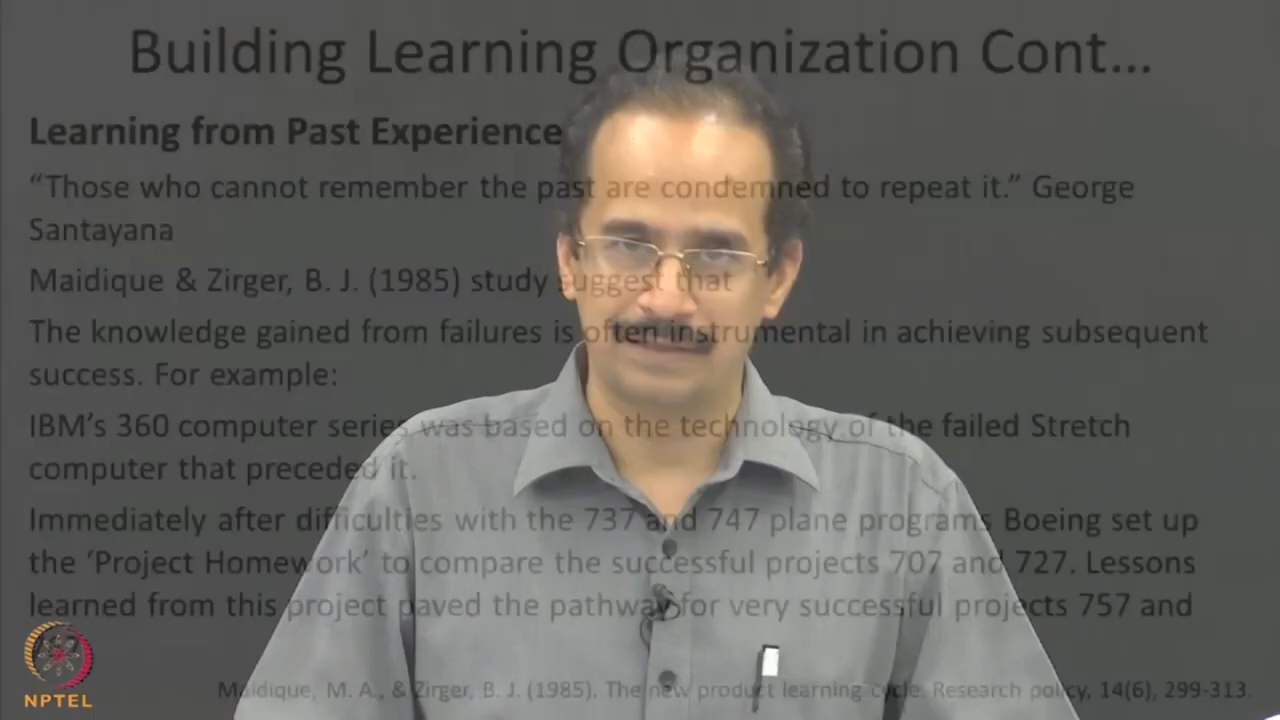 Building Learning Organization Cont...
Learning from Past Experience
“Those who cannot remember the past are condemned to repeat it.” George
Santayana
Maidique & Zirger, B. J. (1985) study suggest that
The knowledge gained from failures is often instrumental in achieving subsequent
success. For example:
IBM’s 360 computer series was based on the technology of the failed Stretch
computer that preceded it.
Immediately after difficulties with the 737 and 747 plane programs Boeing set up
the ‘Project Homework’ to compare the successful projects 707 and 727. Lessons
learned from this project paved the pathway for very successful projects 757 and
Maidique, M. A., & Zirger, B. J. (1985). The new product learning cycle. Research policy, 14(6), 299-313.
NPTEL